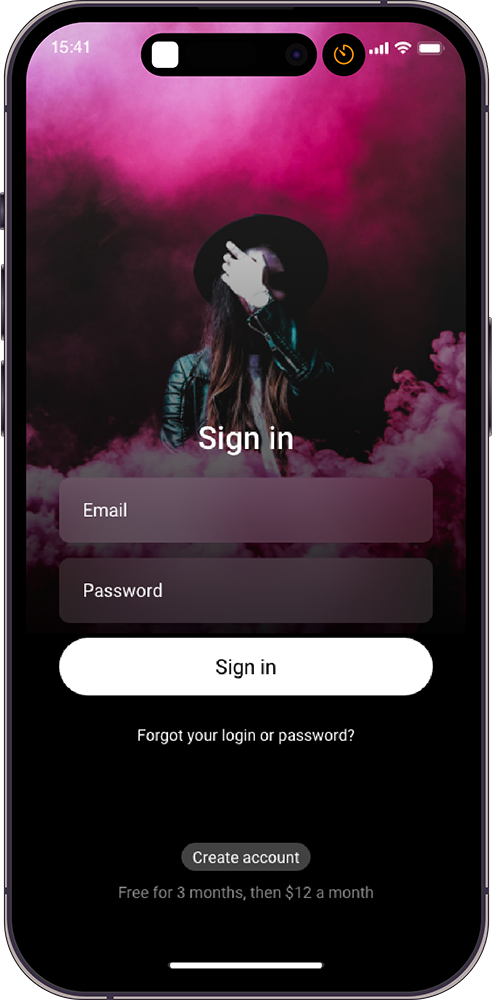 15:41
Sign in
Email
Password
Sign in
Forgot your login or password?
Create account
Free for 3 months, then $12 a month